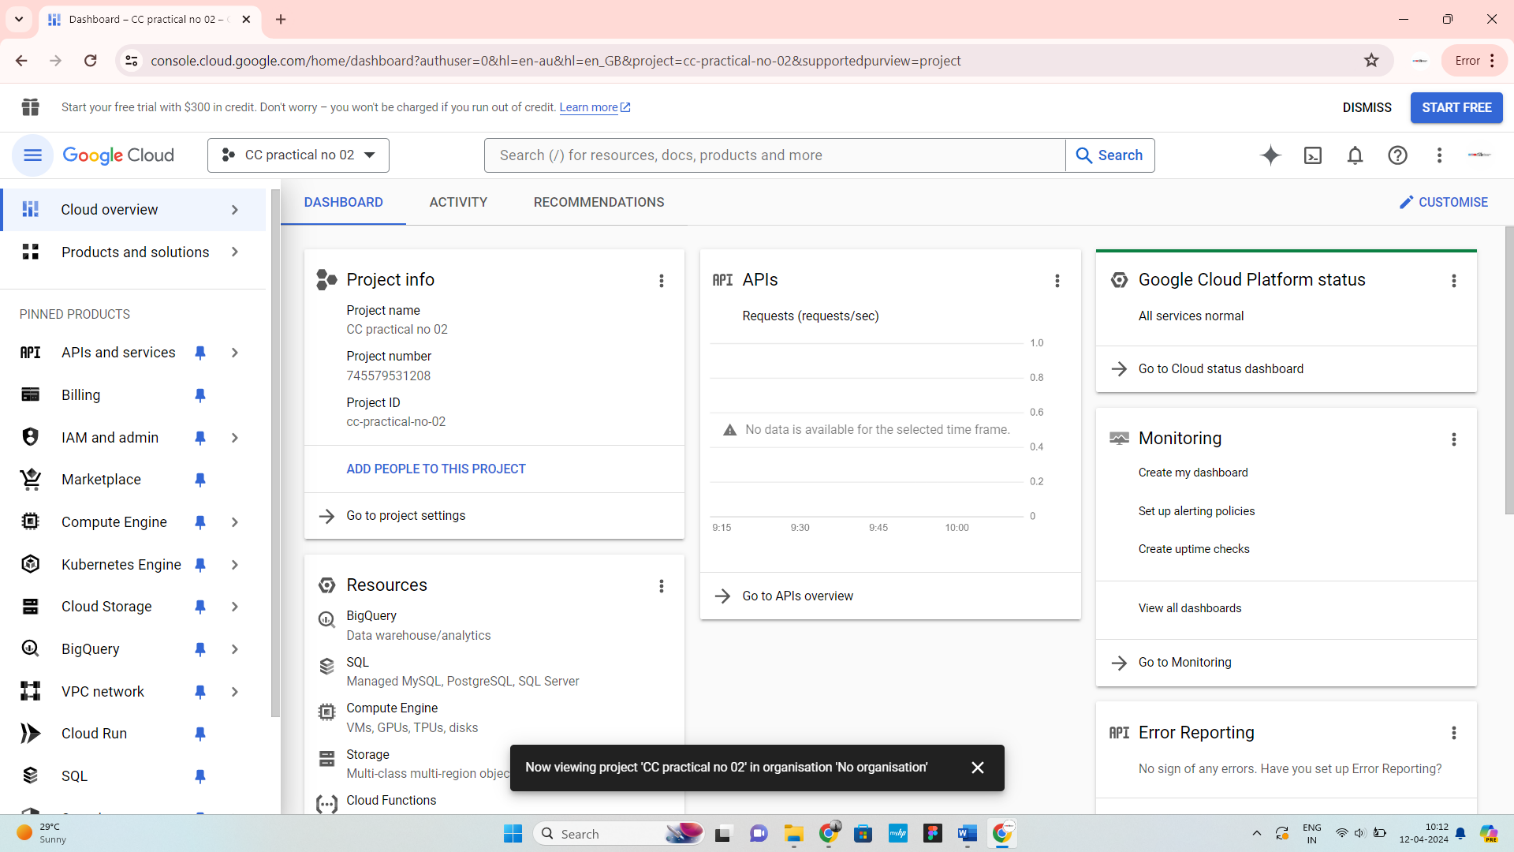 Dashboard – CC practical no 02 –
console.cloud.google.com/home/dashboard?authuser=0&hl=en-au&hl=en_GB&project=cc-practical-no-02&supportedpurview=project
Error
Start your free trial with $300 in credit. Don't worry – you won't be charged if you run out of credit. Learn more
DISMISS
START FREE
Google Cloud
CC practical no 02
Search (/) for resources, docs, products and more
Search
Cloud overview
Products and solutions
PINNED PRODUCTS
API APIs and services
Billing
IAM and admin
Marketplace
Compute Engine
Kubernetes Engine
Cloud Storage
BigQuery
VPC network
Cloud Run
SQL
DASHBOARD
ACTIVITY
RECOMMENDATIONS
CUSTOMISE
Project info
Project name
CC practical no 02
Project number
745579531208
Project ID
cc-practical-no-02
ADD PEOPLE TO THIS PROJECT
Go to project settings
Resources
BigQuery
Data warehouse/analytics
SQL
Managed MySQL, PostgreSQL, SQL Server
Compute Engine
VMs, GPUs, TPUs, disks
Storage
Multi-class multi-region objec
Cloud Functions
API APIs
Requests (requests/sec)
1.0
0.8
0.6
No data is available for the selected time frame.
0.4
0.2
0
9:15 9:30 9:45 10:00
Go to APIs overview
Google Cloud Platform status
All services normal
Go to Cloud status dashboard
Monitoring
Create my dashboard
Set up alerting policies
Create uptime checks
View all dashboards
Go to Monitoring
API Error Reporting
No sign of any errors. Have you set up Error Reporting?
Now viewing project 'CC practical no 02' in organisation 'No organisation'
29°C
Sunny
Search
ENG
IN
10:12
12-04-2024
PRE